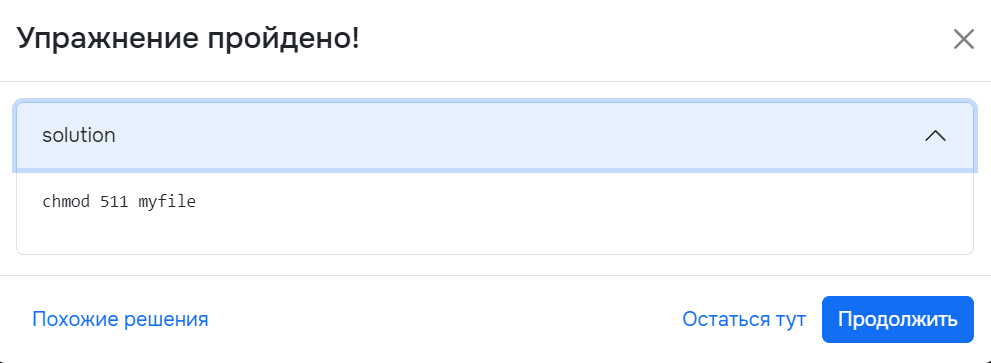 Упражнение пройдено!
solution
chmod 511 myfile
Похожие решения
Остаться тут
Продолжить